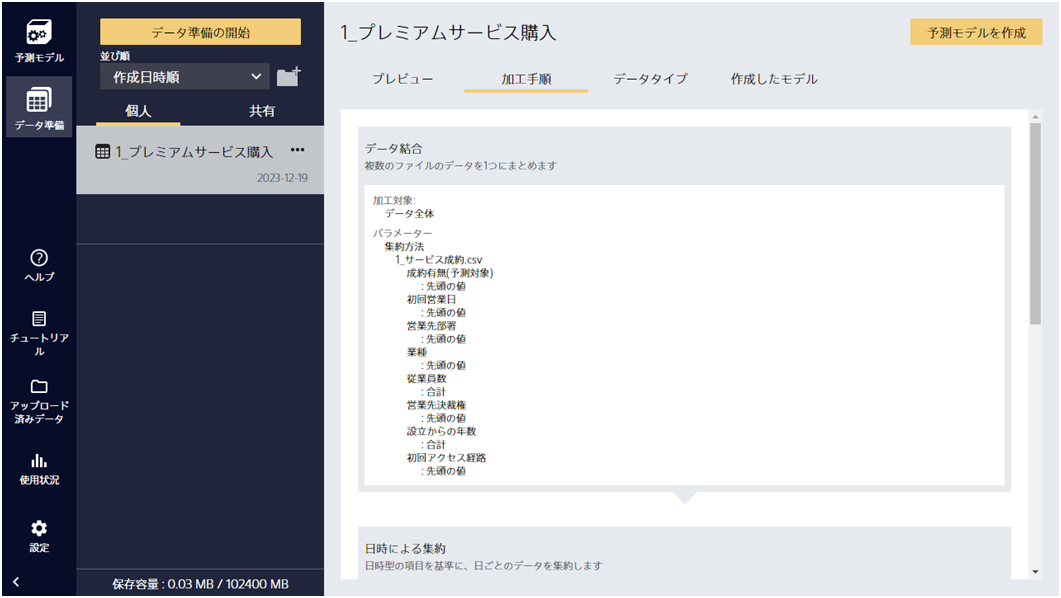 予測モデル
データ準備
ヘルプ
チュートリア
ル
アップロード
済みデータ
使用状況
設定
データ準備の開始
並び順
作成日時順
個人
共有
1_プレミアムサービス購入
2023-12-19
保存容量 : 0.03 MB / 102400 MB
1_プレミアムサービス購入
予測モデルを作成
プレビュー
加工手順
データタイプ
作成したモデル
データ結合
複数のファイルのデータを1つにまとめます
加工対象:
データ全体
パラメーター
集約方法
1_サービス成約.csv
成約有無(予測対象)
: 先頭の値
初回営業日
: 先頭の値
営業先部署
: 先頭の値
業種
: 先頭の値
従業員数
: 合計
営業先決裁権
: 先頭の値
設立からの年数
: 合計
初回アクセス経路
: 先頭の値
日時による集約
日時型の項目を基準に、日ごとのデータを集約します